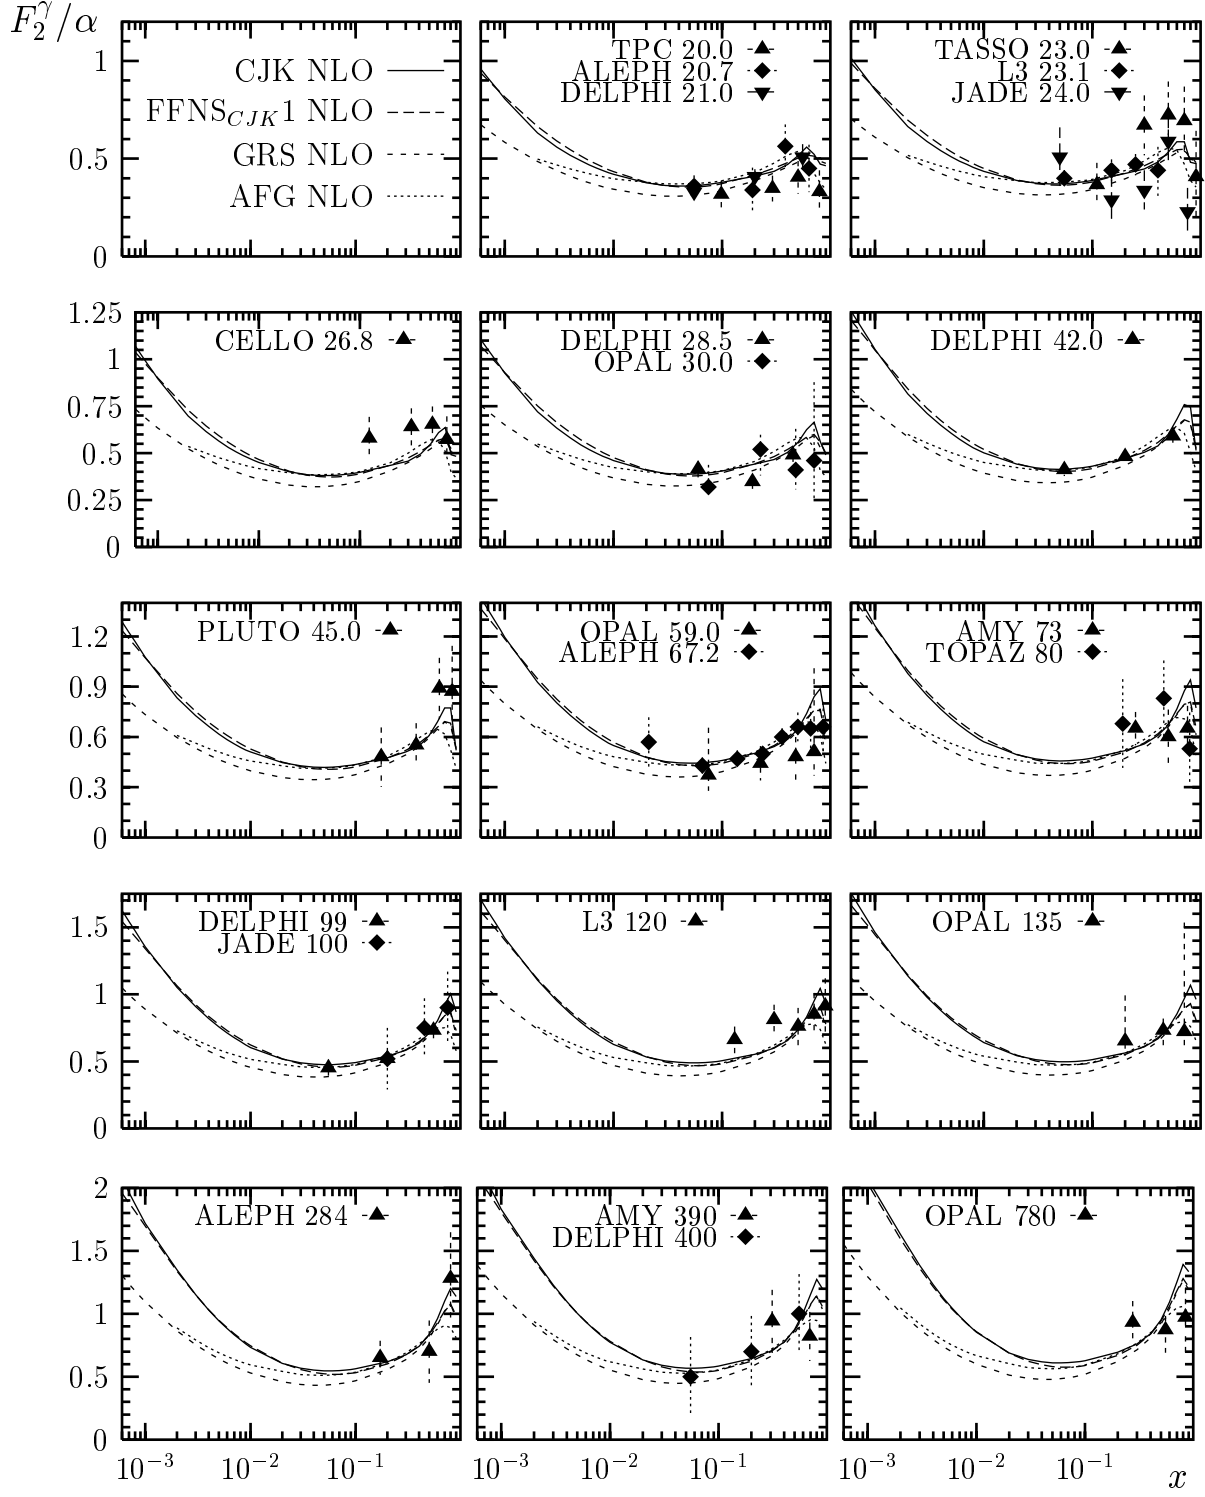 F₂^γ/α
1
0.5
0
CJK NLO
FFNS_CJK1 NLO
GRS NLO
AFG NLO
TPC 20.0
ALEPH 20.7
DELPHI 21.0
TASSO 23.0
L3 23.1
JADE 24.0
1.25
1
0.75
0.5
0.25
0
CELLO 26.8
DELPHI 28.5
OPAL 30.0
DELPHI 42.0
1.2
0.9
0.6
0.3
0
PLUTO 45.0
OPAL 59.0
ALEPH 67.2
AMY 73
TOPAZ 80
1.5
1
0.5
0
DELPHI 99
JADE 100
L3 120
OPAL 135
2
1.5
1
0.5
0
ALEPH 284
AMY 390
DELPHI 400
OPAL 780
10⁻³ 10⁻² 10⁻¹ 10⁻³ 10⁻² 10⁻¹ 10⁻³ 10⁻² 10⁻¹ x